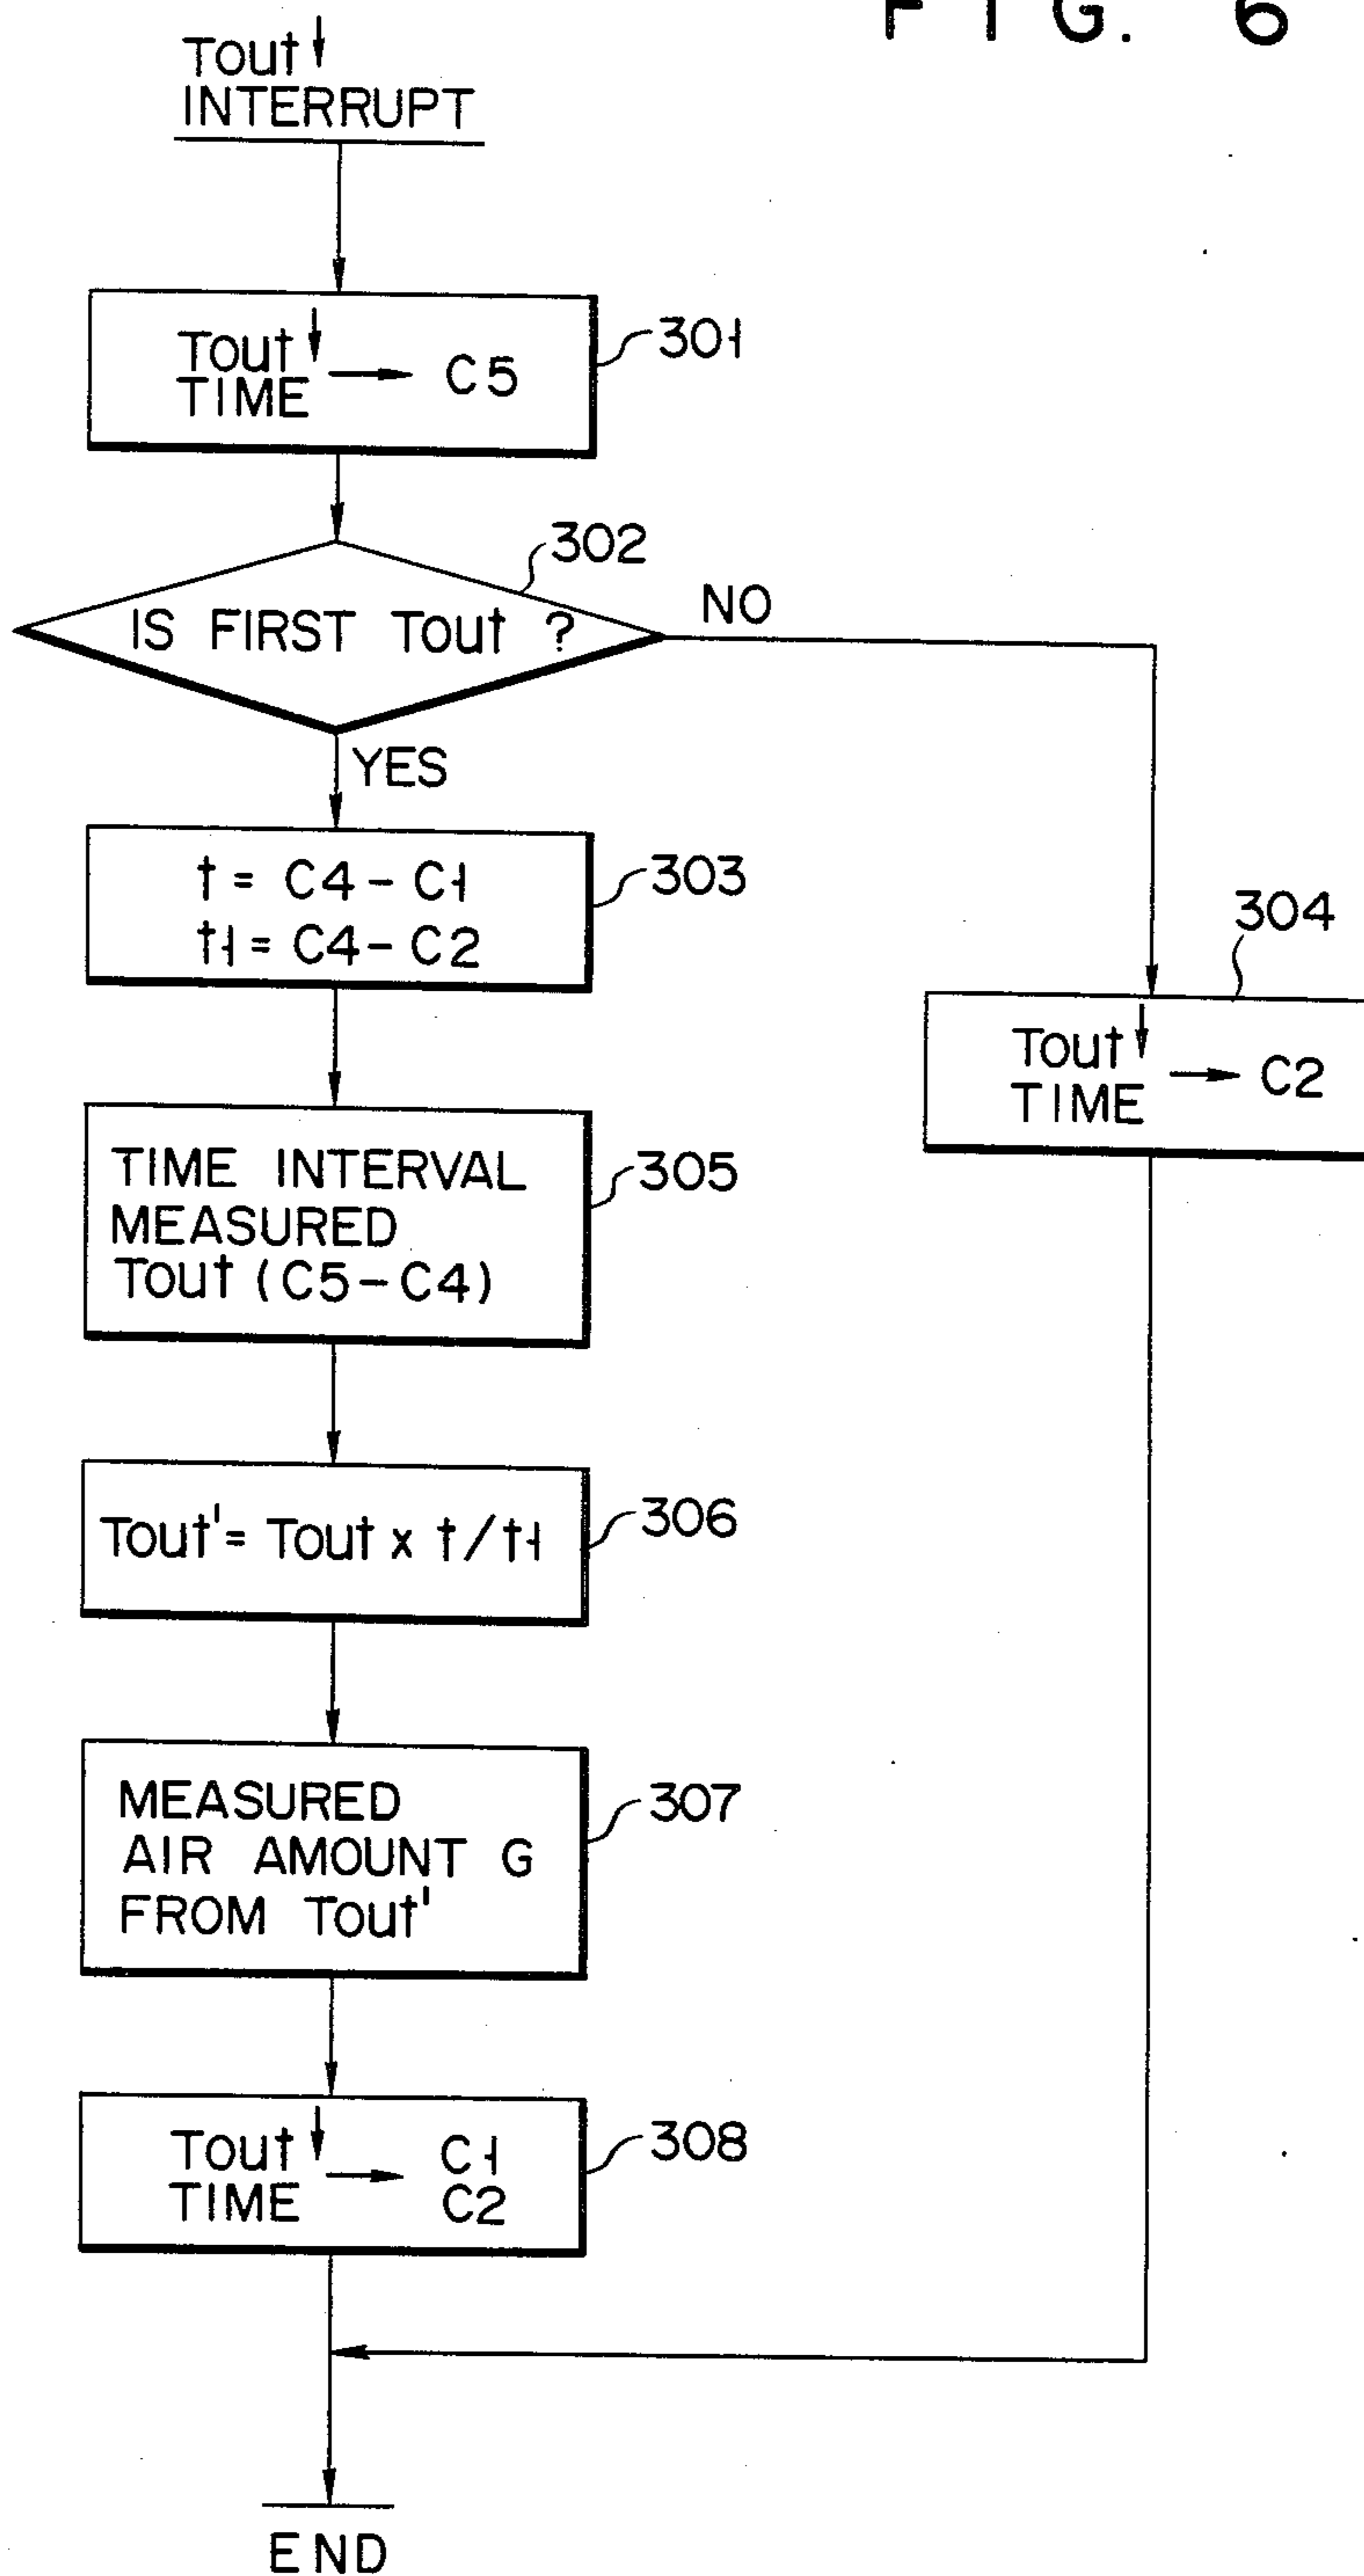 FIG. 6
Tout ↓
INTERRUPT
Tout ↓
TIME → C5
301
302
IS FIRST Tout ?
NO
YES
t = C4 - C1
t1 = C4 - C2
303
304
Tout ↓
TIME → C2
TIME INTERVAL
MEASURED
Tout (C5 - C4)
305
Tout' = Tout x t/t1
306
MEASURED
AIR AMOUNT G
FROM Tout'
307
Tout ↓ → C1
TIME C2
308
END